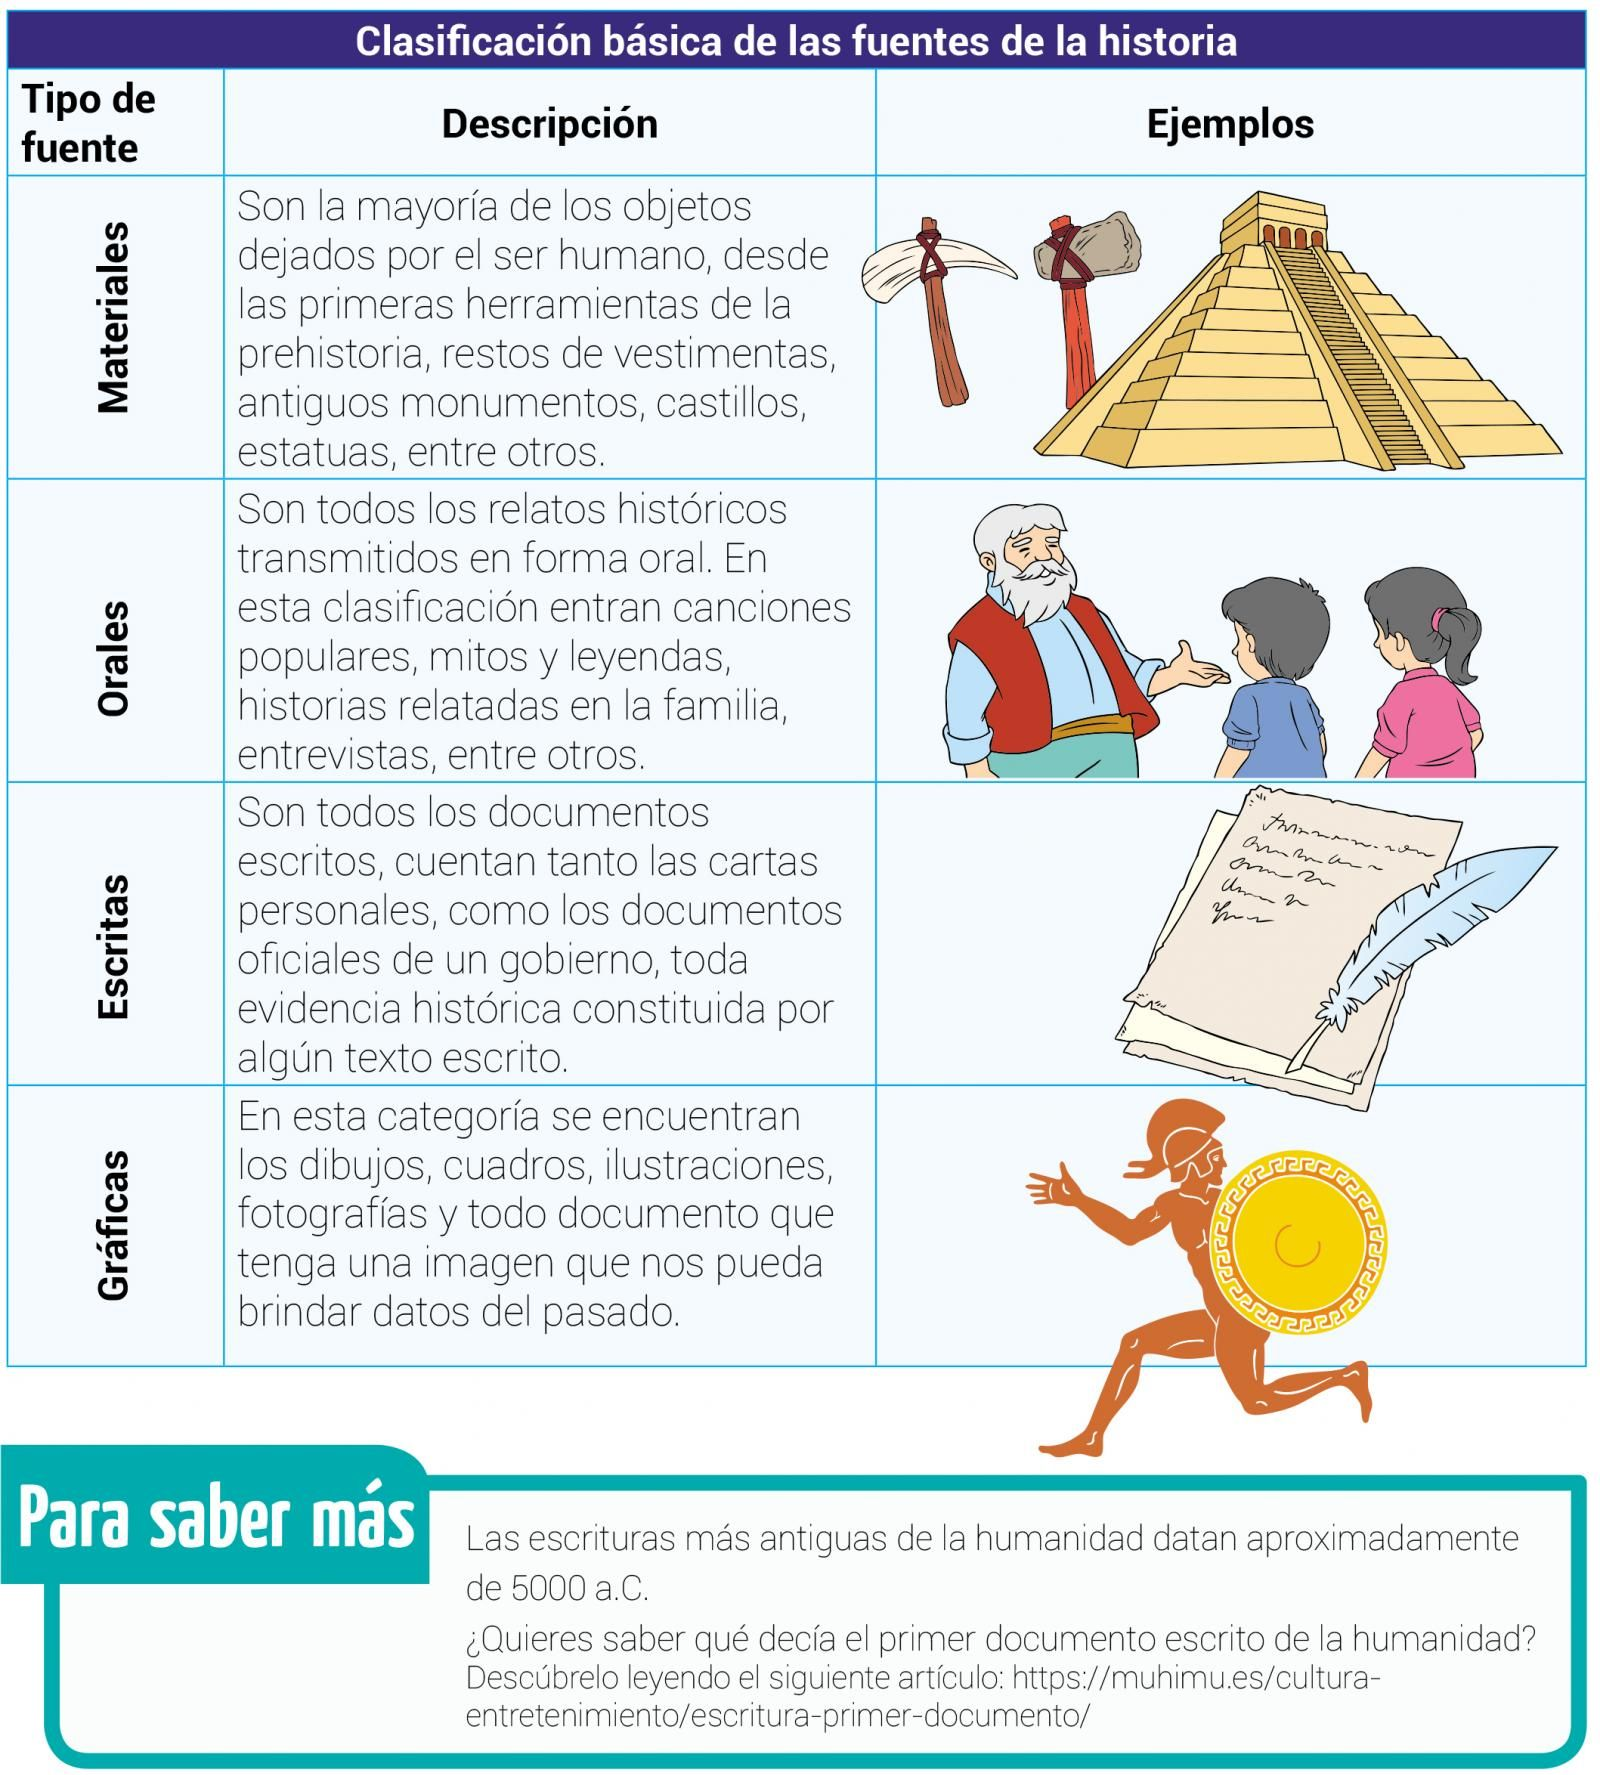 Clasificación básica de las fuentes de la historia
Tipo de
fuente
Descripción
Ejemplos
Materiales
Son la mayoría de los objetos
dejados por el ser humano, desde
las primeras herramientas de la
prehistoria, restos de vestimentas,
antiguos monumentos, castillos,
estatuas, entre otros.
Orales
Son todos los relatos históricos
transmitidos en forma oral. En
esta clasificación entran canciones
populares, mitos y leyendas,
historias relatadas en la familia,
entrevistas, entre otros.
Escritas
Son todos los documentos
escritos, cuentan tanto las cartas
personales, como los documentos
oficiales de un gobierno, toda
evidencia histórica constituida por
algún texto escrito.
Gráficas
En esta categoría se encuentran
los dibujos, cuadros, ilustraciones,
fotografías y todo documento que
tenga una imagen que nos pueda
brindar datos del pasado.
Para saber más
Las escrituras más antiguas de la humanidad datan aproximadamente
de 5000 a.C.
¿Quieres saber qué decía el primer documento escrito de la humanidad?
Descúbrelo leyendo el siguiente artículo: https://muhimu.es/cultura-
entretenimiento/escritura-primer-documento/